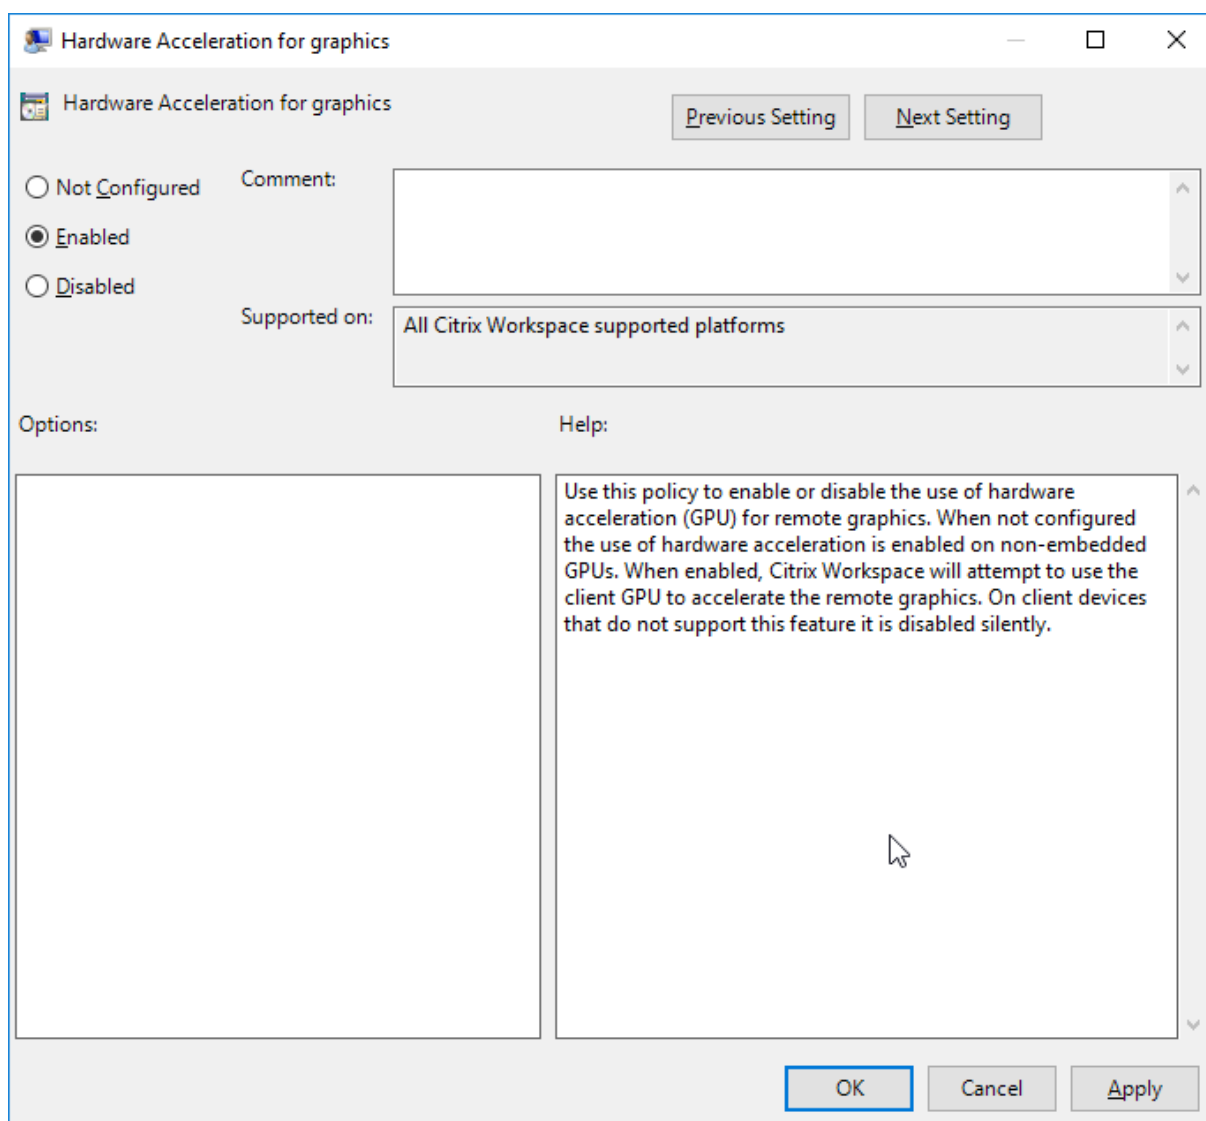 Hardware Acceleration for graphics
Hardware Acceleration for graphics
Previous Setting
Next Setting
Not Configured
Comment:
Enabled
Disabled
Supported on:
All Citrix Workspace supported platforms
Options:
Help:
Use this policy to enable or disable the use of hardware
acceleration (GPU) for remote graphics. When not configured
the use of hardware acceleration is enabled on non-embedded
GPUs. When enabled, Citrix Workspace will attempt to use the
client GPU to accelerate the remote graphics. On client devices
that do not support this feature it is disabled silently.
OK
Cancel
Apply